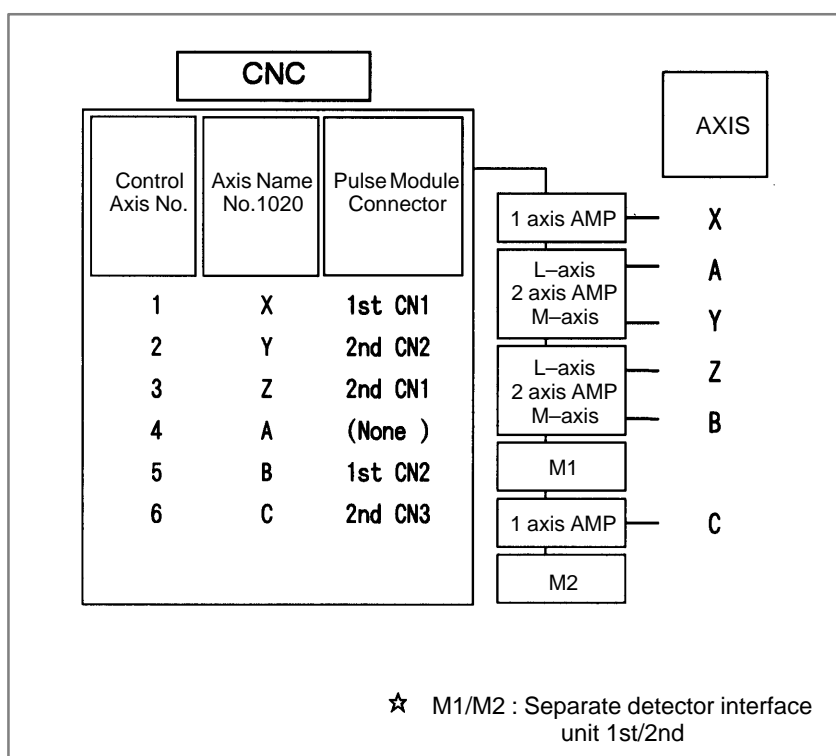 CNC
AXIS
Control
Axis No.
Axis Name
No.1020
Pulse Module
Connector
1 X 1st CN1
2 Y 2nd CN2
3 Z 2nd CN1
4 A (None )
5 B 1st CN2
6 C 2nd CN3
1 axis AMP X
L–axis A
2 axis AMP
M–axis Y
L–axis Z
2 axis AMP
M–axis B
M1
1 axis AMP C
M2
☆ M1/M2 : Separate detector interface
unit 1st/2nd